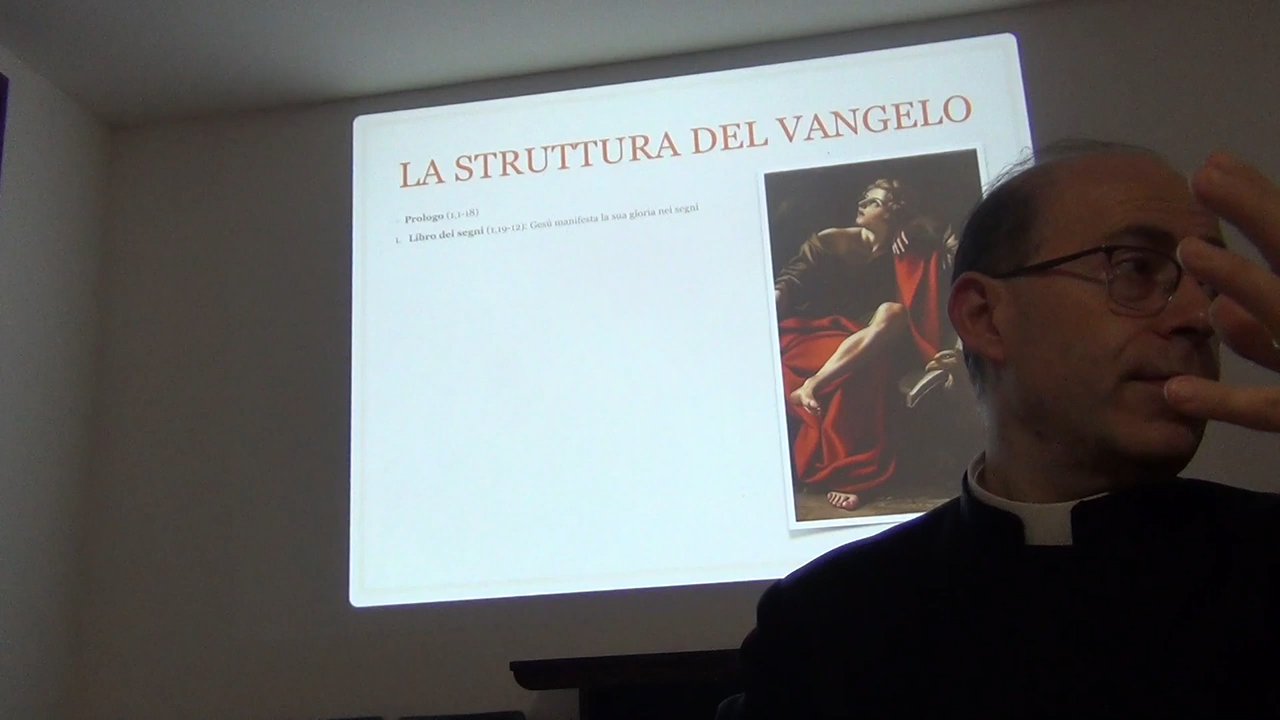 LA STRUTTURA DEL VANGELO
Prologo (1,1-18)
1. Libro dei segni (1,19-12): Gesù manifesta la sua gloria nei segni